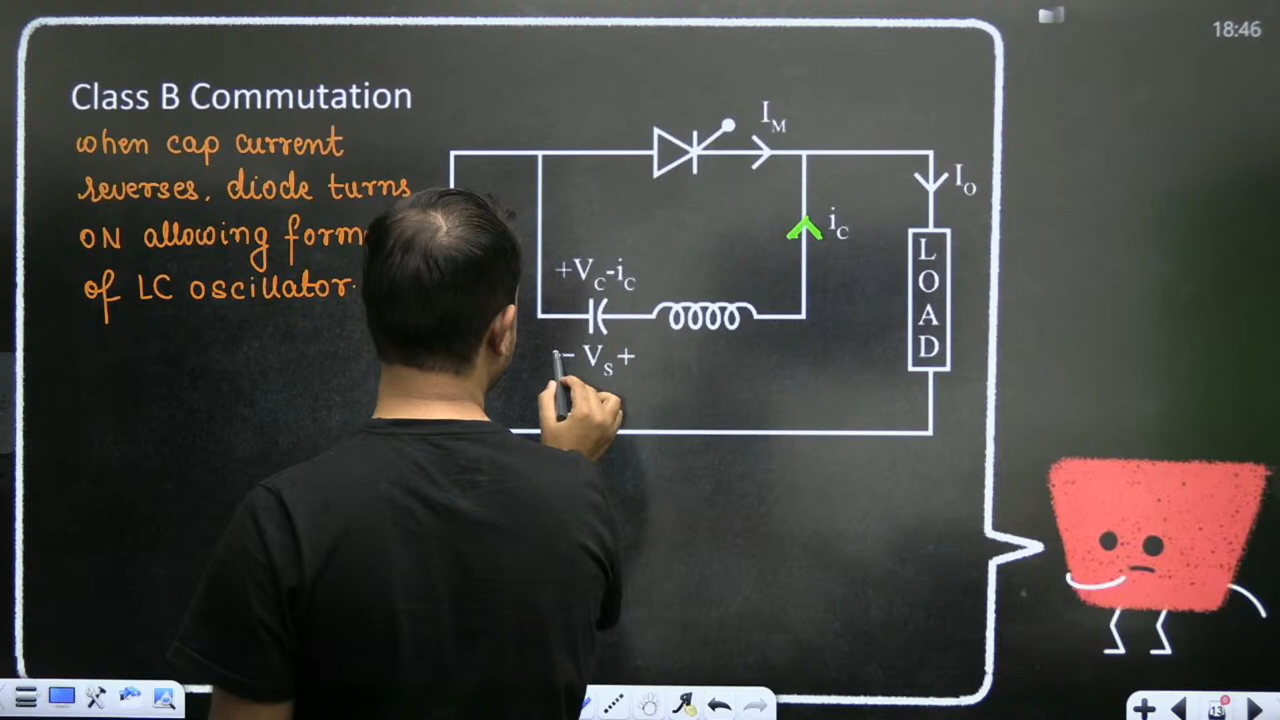 18:46
Class B Commutation
when cap current
reverses, diode turns
ON allowing
of LC oscillator.
I_M
I_O
i_C
+V_C-i_C
- V_S +
LOAD
13